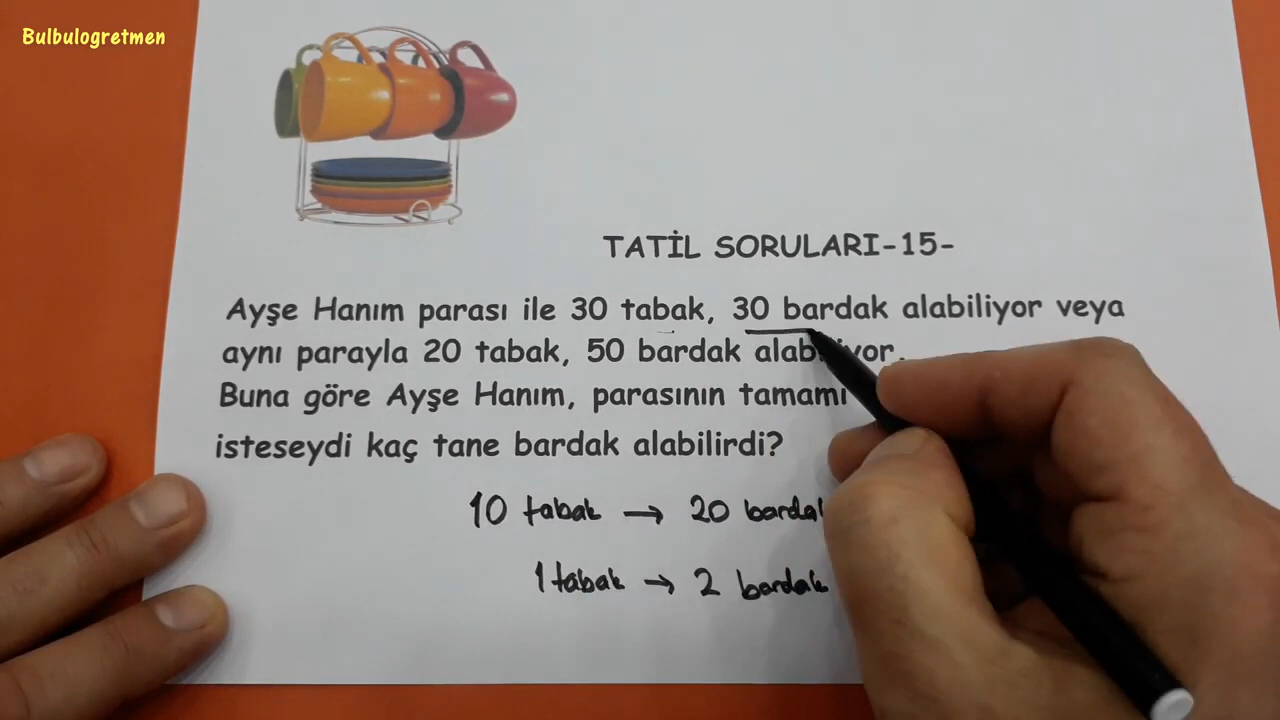 Bulbulogretmen
TATİL SORULARI-15-
Ayşe Hanım parası ile 30 tabak, 30 bardak alabiliyor veya
aynı parayla 20 tabak, 50 bardak
Buna göre Ayşe Hanım, parasının tamamı
isteseydi kaç tane bardak alabilirdi?
10 tabak → 20
1 tabak → 2 bardak